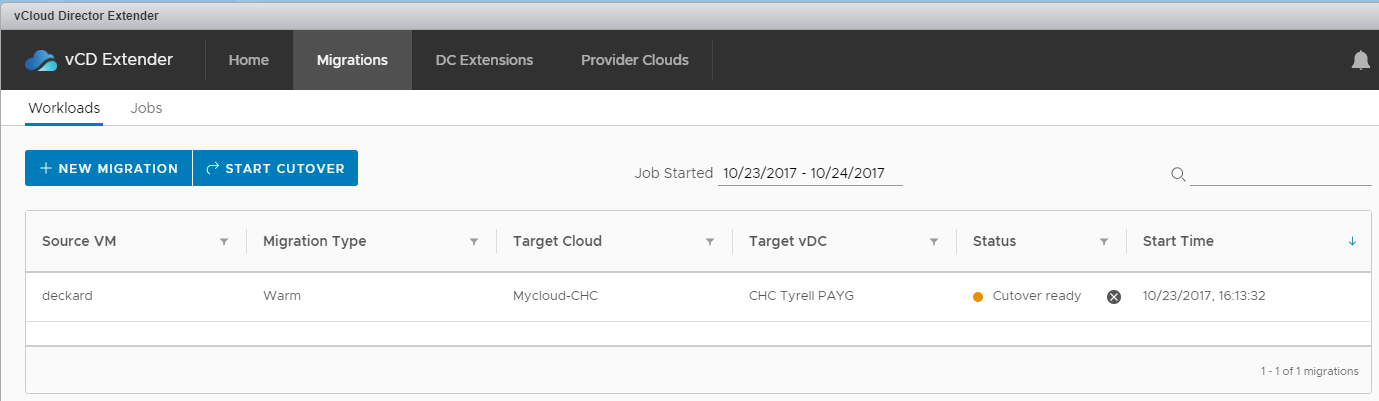 vCloud Director Extender
vCD Extender Home Migrations DC Extensions Provider Clouds
Workloads Jobs
NEW MIGRATION START CUTOVER Job Started 10/23/2017 - 10/24/2017
Source VM Migration Type Target Cloud Target vDC Status Start Time
deckard Warm Mycloud-CHC CHC Tyrell PAYG Cutover ready 10/23/2017, 16:13:32
1 - 1 of 1 migrations